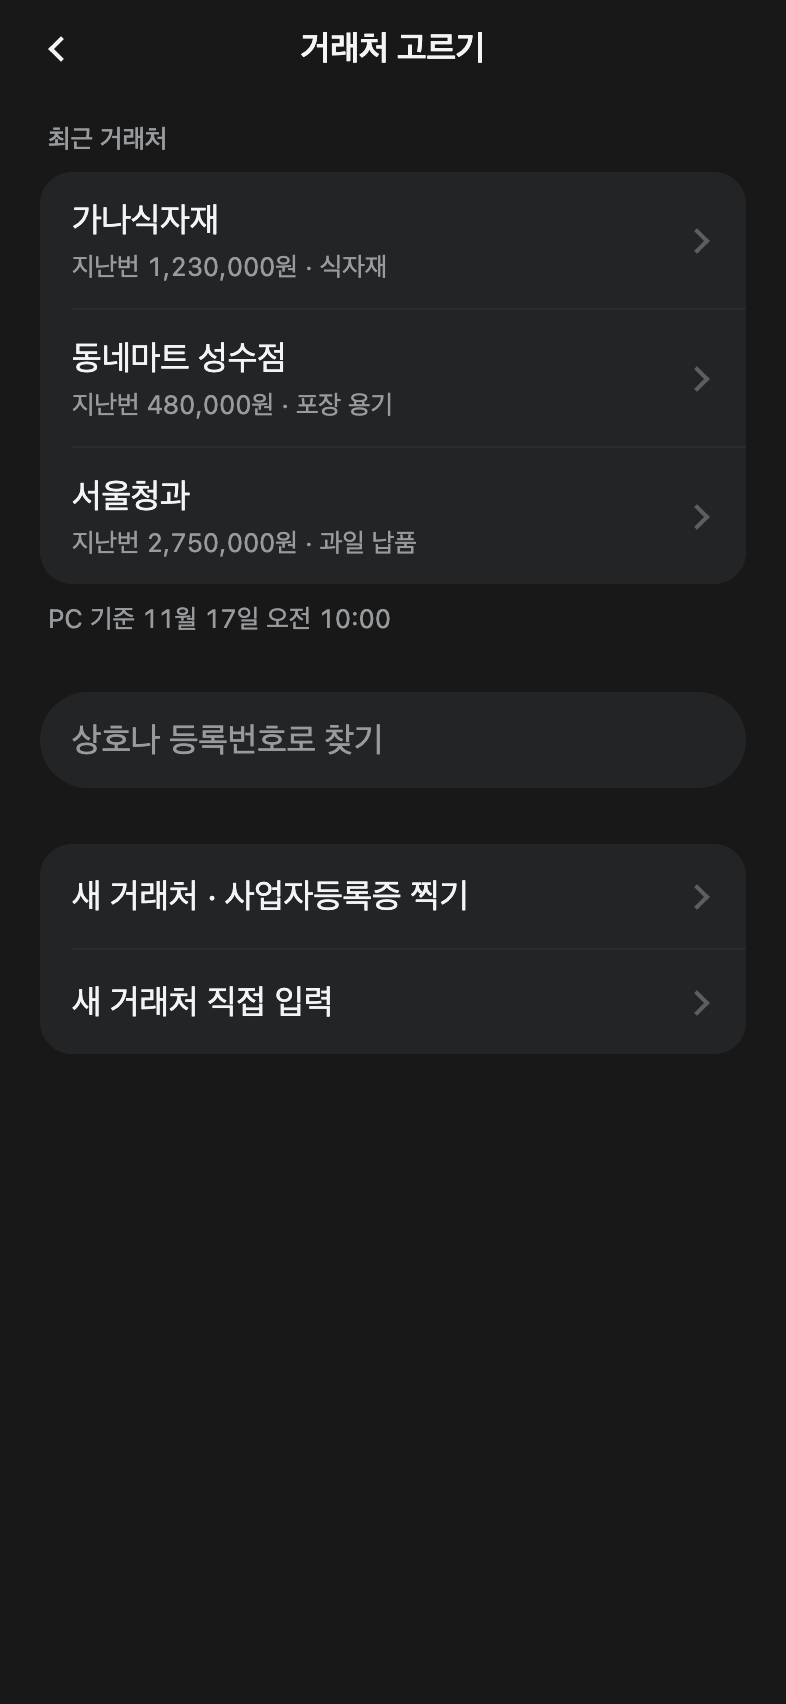 거래처 고르기
최근 거래처
가나식자재
지난번 1,230,000원 · 식자재
동네마트 성수점
지난번 480,000원 · 포장 용기
서울청과
지난번 2,750,000원 · 과일 납품
PC 기준 11월 17일 오전 10:00
상호나 등록번호로 찾기
새 거래처 · 사업자등록증 찍기
새 거래처 직접 입력